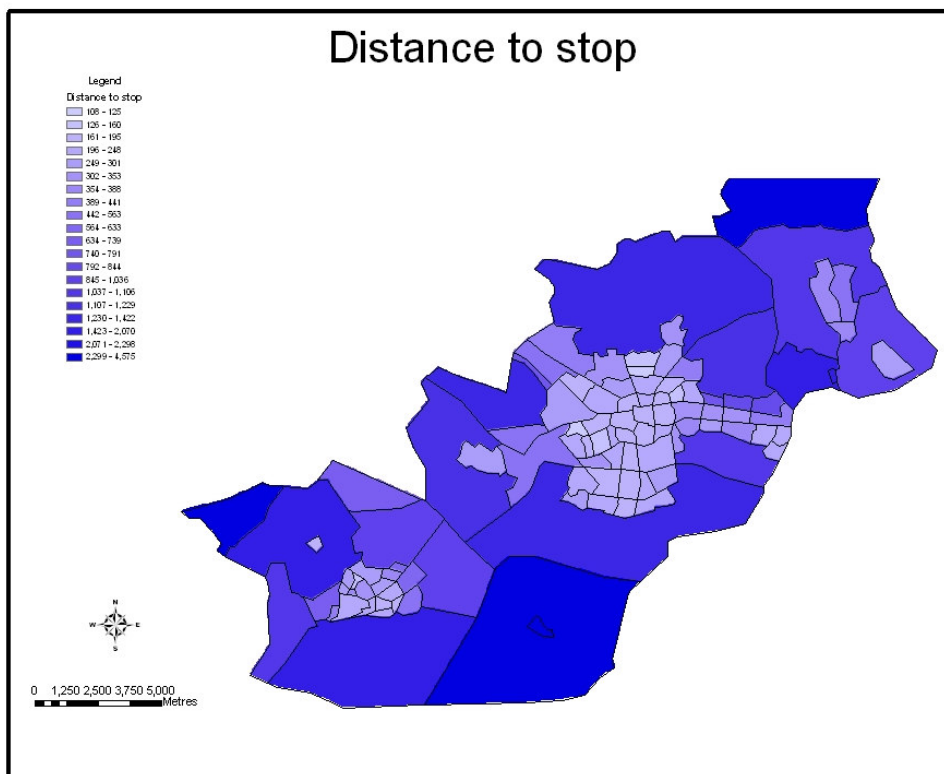 Distance to stop
Legend
Distance to stop
108 - 125
126 - 160
161 - 195
196 - 248
249 - 301
302 - 353
354 - 388
389 - 441
442 - 563
564 - 633
634 - 739
740 - 791
792 - 844
845 - 1,036
1,037 - 1,106
1,107 - 1,229
1,230 - 1,422
1,423 - 2,070
2,071 - 2,298
2,299 - 4,575
N
W E
S
0 1,250 2,500 3,750 5,000
Metres